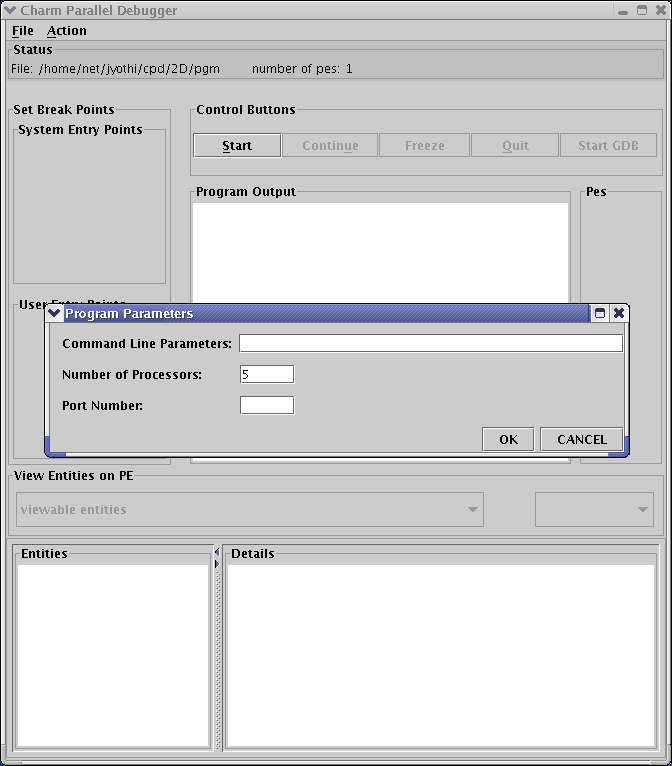 Charm Parallel Debugger
File Action
Status
File: /home/net/jyothi/cpd/2D/pgm number of pes: 1
Set Break Points
System Entry Points
Control Buttons
Start Continue Freeze Quit Start GDB
Program Output
Pes
User Entry Points
Program Parameters
Command Line Parameters:
Number of Processors: 5
Port Number:
OK CANCEL
View Entities on PE
viewable entities
Entities
Details